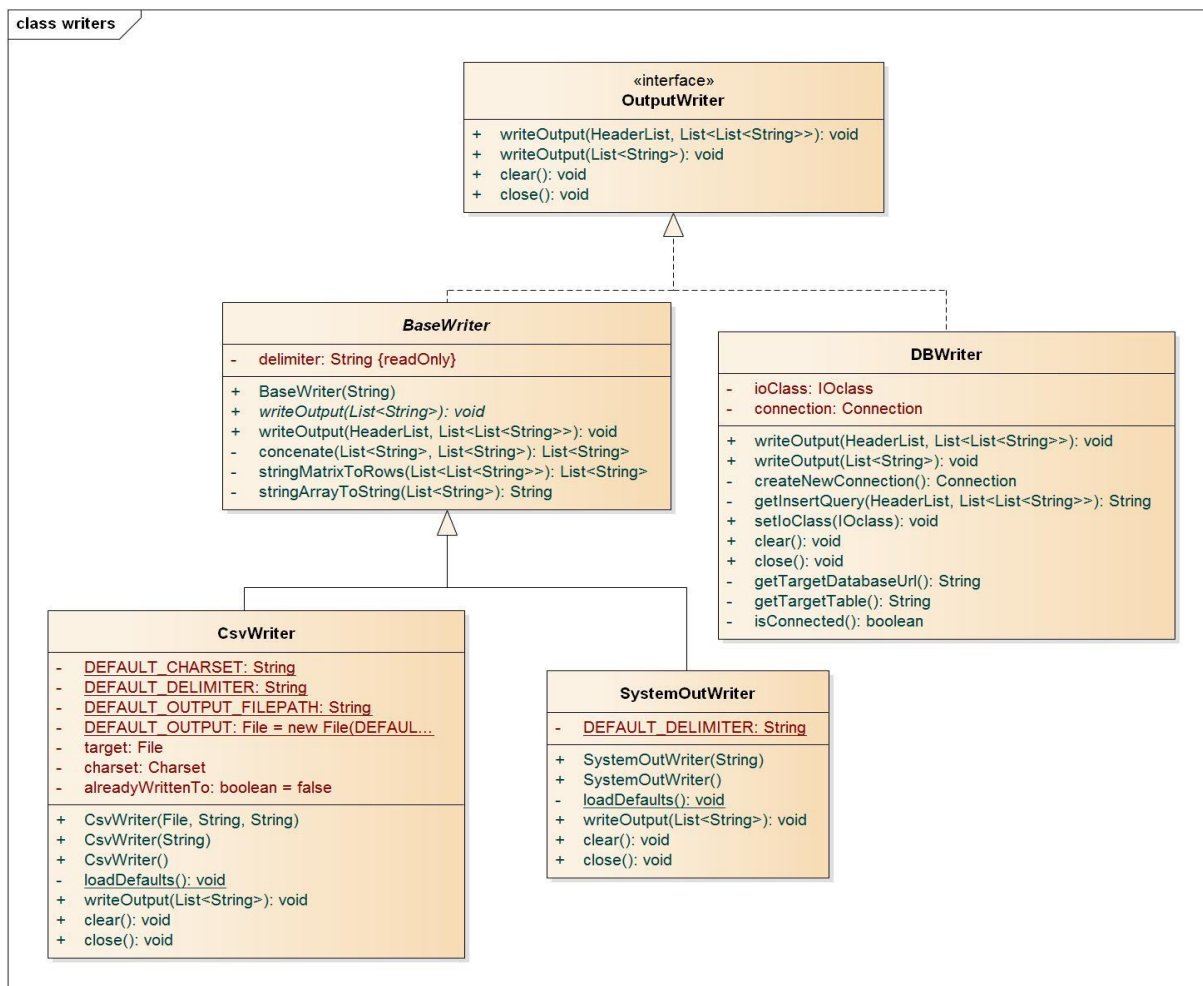 class writers
«interface»
OutputWriter
+ writeOutput(HeaderList, List<List<String>>): void
+ writeOutput(List<String>): void
+ clear(): void
+ close(): void
BaseWriter
- delimiter: String {readOnly}
+ BaseWriter(String)
+ writeOutput(List<String>): void
+ writeOutput(HeaderList, List<List<String>>): void
- concenate(List<String>, List<String>): List<String>
- stringMatrixToRows(List<List<String>>): List<String>
- stringArrayToString(List<String>): String
DBWriter
- ioClass: IOclass
- connection: Connection
+ writeOutput(HeaderList, List<List<String>>): void
+ writeOutput(List<String>): void
- createNewConnection(): Connection
- getInsertQuery(HeaderList, List<List<String>>): String
+ setIoClass(IOclass): void
+ clear(): void
+ close(): void
- getTargetDatabaseUrl(): String
- getTargetTable(): String
- isConnected(): boolean
CsvWriter
- DEFAULT_CHARSET: String
- DEFAULT_DELIMITER: String
- DEFAULT_OUTPUT_FILEPATH: String
- DEFAULT_OUTPUT: File = new File(DEFAUL...
- target: File
- charset: Charset
- alreadyWrittenTo: boolean = false
+ CsvWriter(File, String, String)
+ CsvWriter(String)
+ CsvWriter()
- loadDefaults(): void
+ writeOutput(List<String>): void
+ clear(): void
+ close(): void
SystemOutWriter
- DEFAULT_DELIMITER: String
+ SystemOutWriter(String)
+ SystemOutWriter()
- loadDefaults(): void
+ writeOutput(List<String>): void
+ clear(): void
+ close(): void